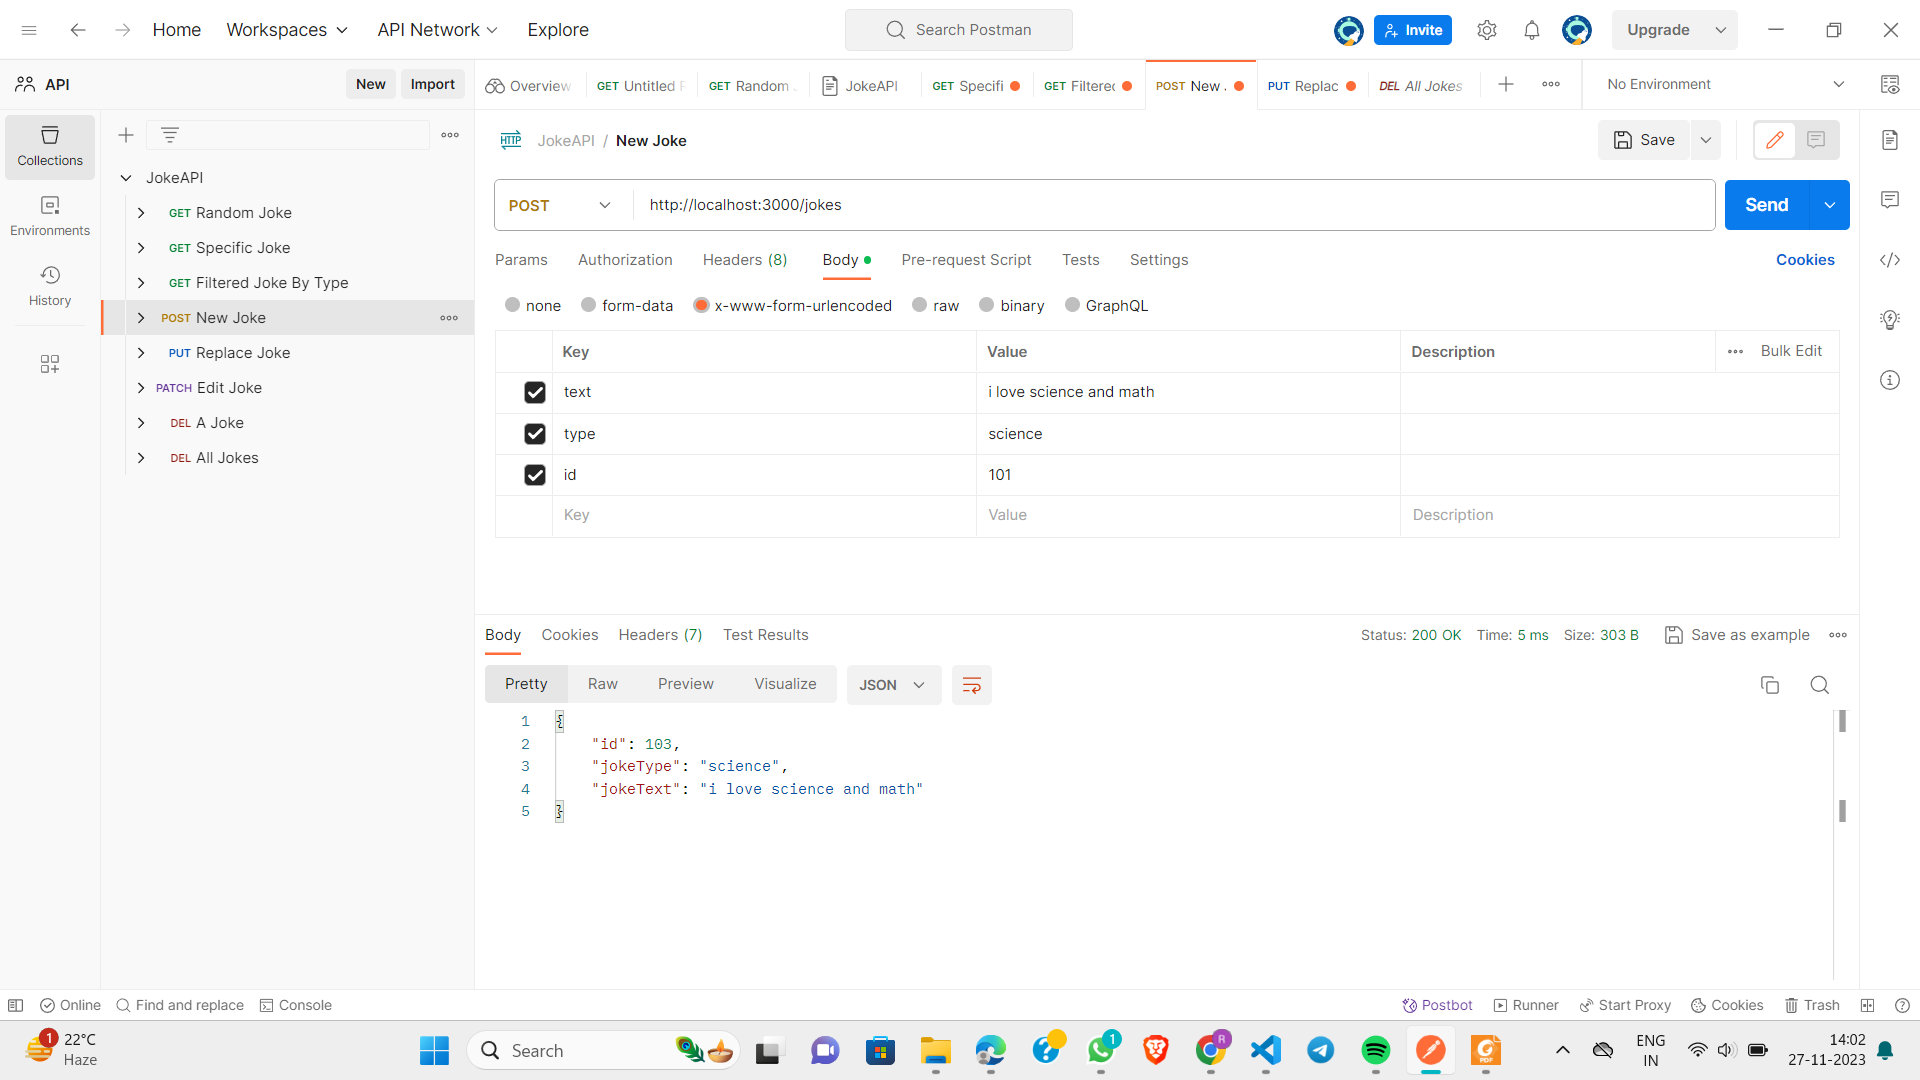 Home Workspaces API Network Explore Search Postman Invite Upgrade
API New Import Overview GET Untitled GET Random JokeAPI GET Specifi GET Filtered POST New . PUT Replac DEL All Jokes No Environment
Collections
Environments
History
JokeAPI
GET Random Joke
GET Specific Joke
GET Filtered Joke By Type
POST New Joke
PUT Replace Joke
PATCH Edit Joke
DEL A Joke
DEL All Jokes
HTTP JokeAPI / New Joke Save
POST http://localhost:3000/jokes Send
Params Authorization Headers (8) Body Pre-request Script Tests Settings Cookies
none form-data x-www-form-urlencoded raw binary GraphQL
Key Value Description Bulk Edit
text i love science and math
type science
id 101
Key Value Description
Body Cookies Headers (7) Test Results Status: 200 OK Time: 5 ms Size: 303 B Save as example
Pretty Raw Preview Visualize JSON
1 {
2 "id": 103,
3 "jokeType": "science",
4 "jokeText": "i love science and math"
5 }
Online Find and replace Console Postbot Runner Start Proxy Cookies Trash
1 22°C
Haze
Search
1
R
PDF
ENG
IN
14:02
27-11-2023